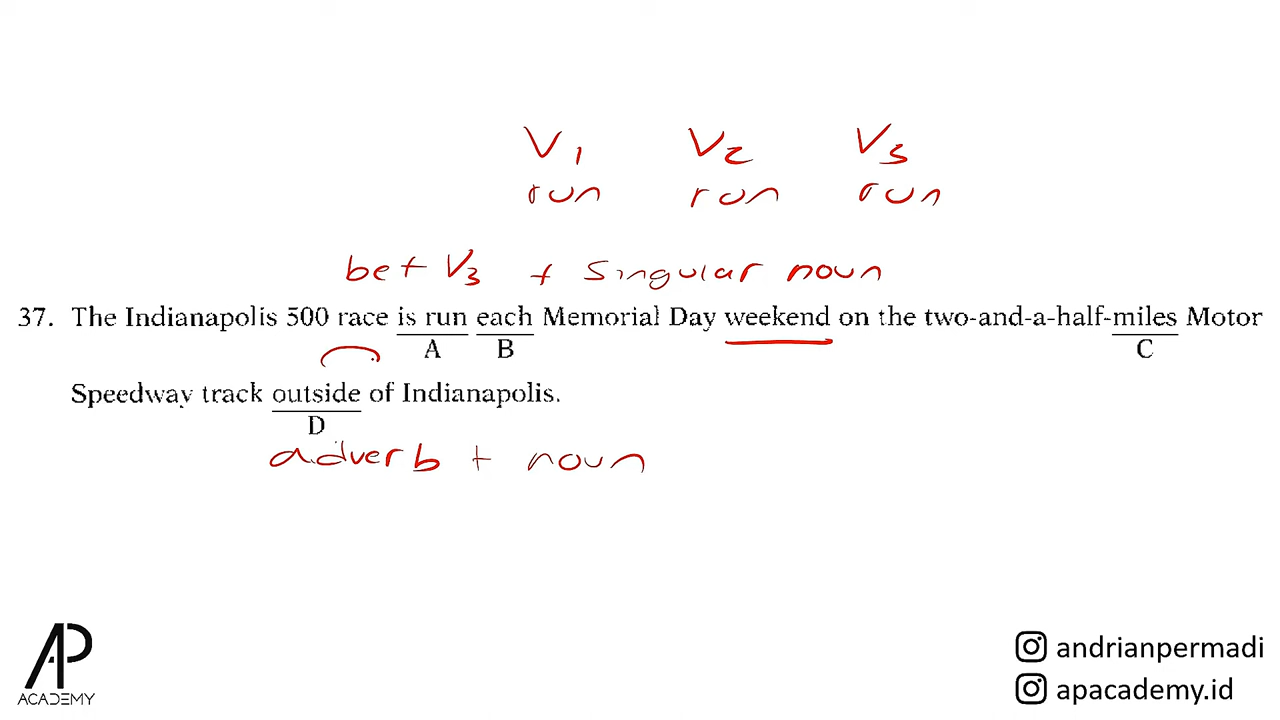 V1 V2 V3
run run run
be + V3 + singular noun
37. The Indianapolis 500 race is run each Memorial Day weekend on the two-and-a-half-miles Motor
A B C
Speedway track outside of Indianapolis.
D
adverb + noun
AP
ACADEMY
andrianpermadi
apacademy.id